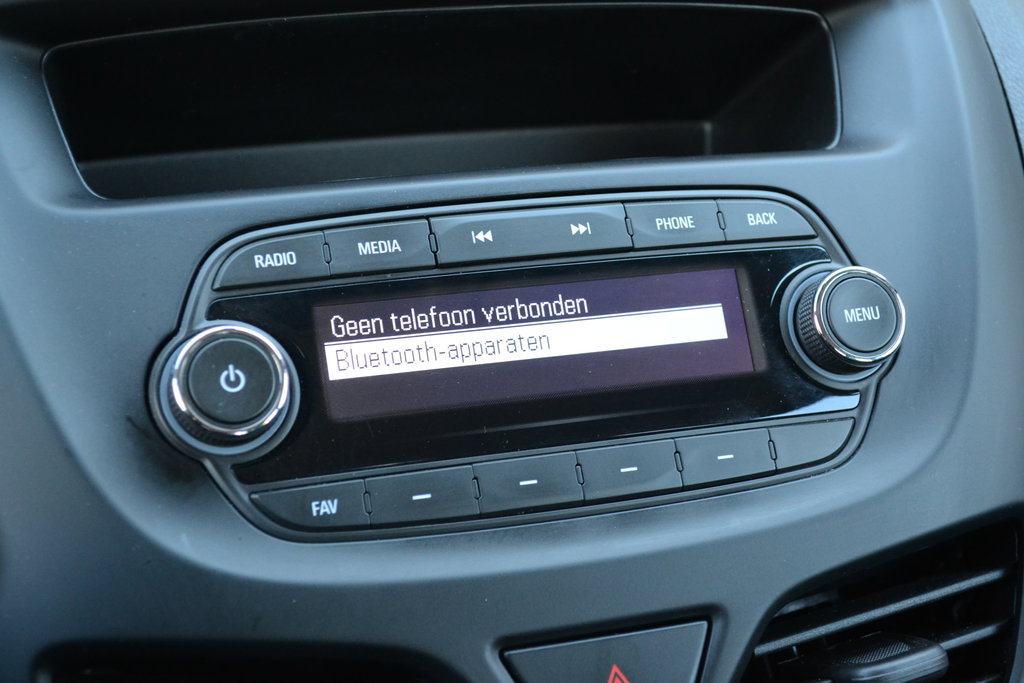 RADIO MEDIA PHONE BACK
Geen telefoon verbonden
Bluetooth-apparaten
MENU
FAV